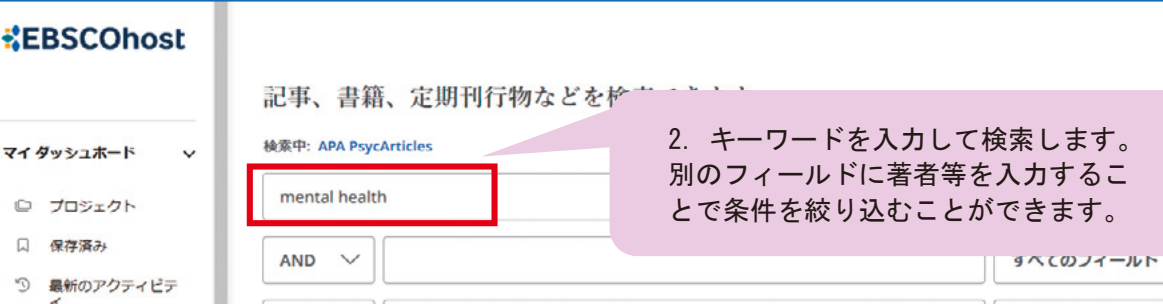 EBSCOhost
記事、書籍、定期刊行物などを検
マイ ダッシュボード
検索中: APA PsycArticles
2. キーワードを入力して検索します。
別のフィールドに著者等を入力するこ
とで条件を絞り込むことができます。
mental health
プロジェクト
保存済み
AND
すべてのフィールド
最新のアクティビテ
ィ